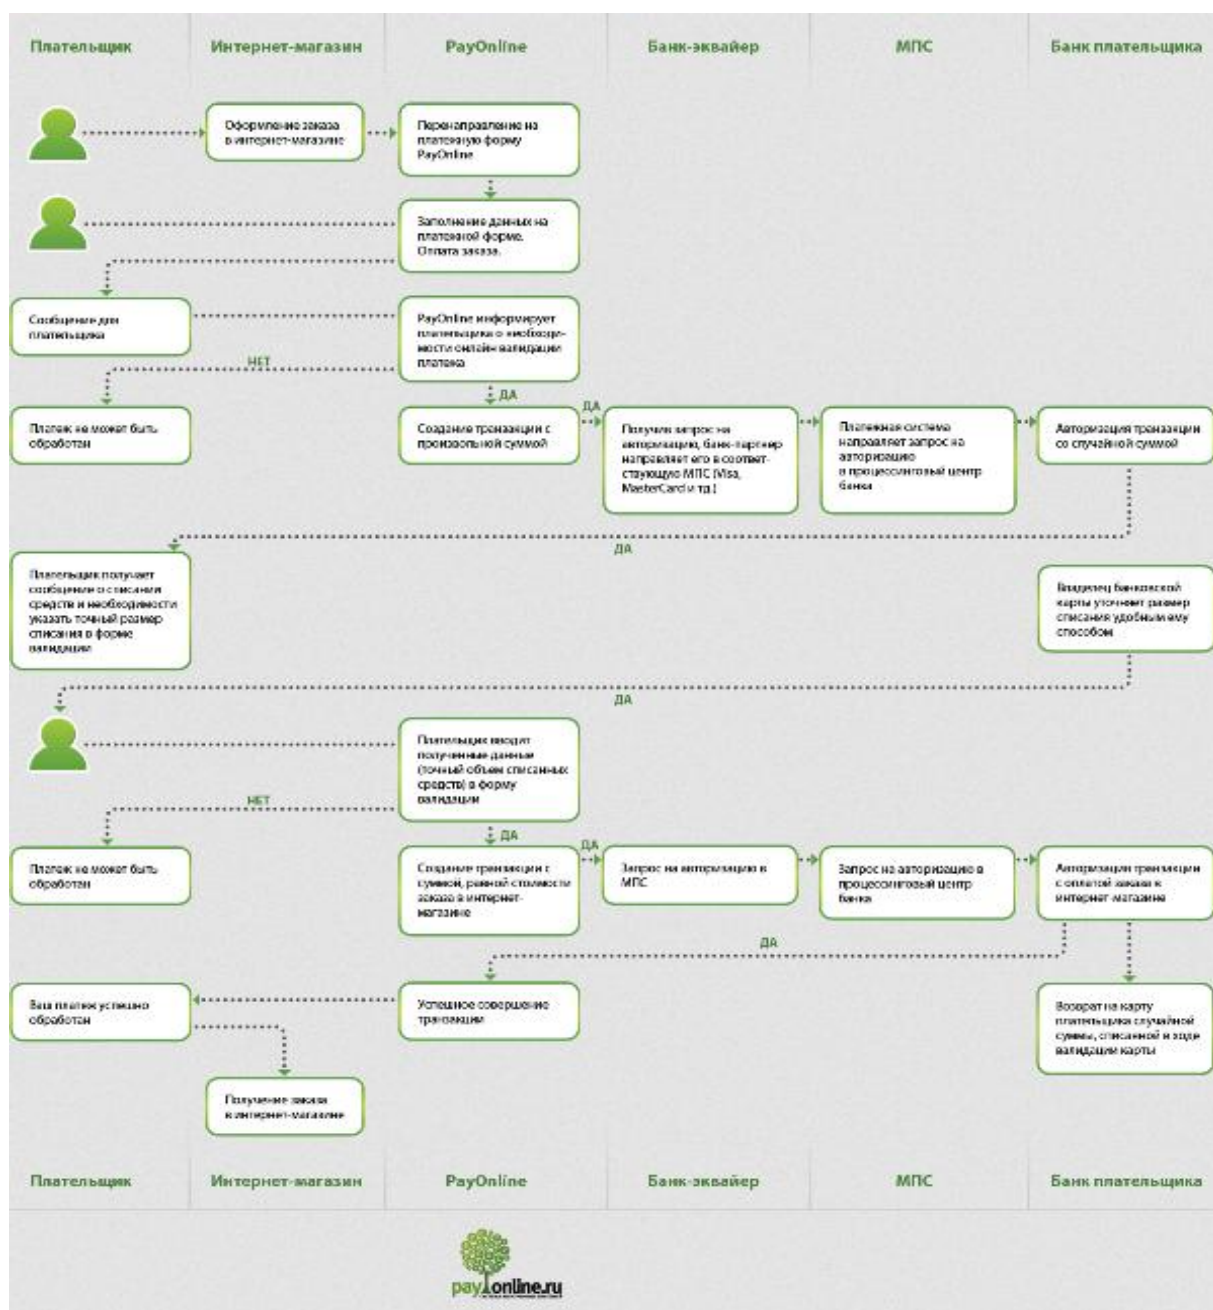 Плательщик
Интернет-магазин
PayOnline
Банк-эквайер
МПС
Банк плательщика
Оформление заказа
в интернет-магазине
Перенаправление на
платежную форму
PayOnline
Заполнение данных на
платежной форме.
Оплата заказа.
Сообщение для
плательщика
PayOnline информирует
плательщика о необходи-
мости онлайн валидации
платежа
НЕТ
ДА
Платеж не может быть
обработан
Создание транзакции с
произвольной суммой
ДА
Получив запрос на
авторизацию, банк-партнер
направляет его в соответ-
ствующую МПС (Visa,
MasterCard и тд.)
Платежная система
направляет запрос на
авторизацию
в процессинговый центр
банка
Авторизация транзакции
со случайной суммой
ДА
Плательщик получает
сообщение о списании
средств и необходимости
указать точный размер
списания в форме
валидации
Владелец банковской
карты уточняет размер
списания удобным ему
способом
ДА
Плательщик вводит
полученные данные
(точный объем списанных
средств) в форму
валидации
НЕТ
ДА
Платеж не может быть
обработан
Создание транзакции с
суммой, равной стоимости
заказа в интернет-
магазине
ДА
Запрос на авторизацию в
МПС
Запрос на авторизацию в
процессинговый центр
банка
Авторизация транзакции
с оплатой заказа в
интернет-магазине
ДА
Ваш платеж успешно
обработан
Успешное совершение
транзакции
Возврат на карту
плательщика случайной
суммы, списанной в ходе
валидации карты
Получение заказа
в интернет-магазине
Плательщик
Интернет-магазин
PayOnline
Банк-эквайер
МПС
Банк плательщика
payonline.ru